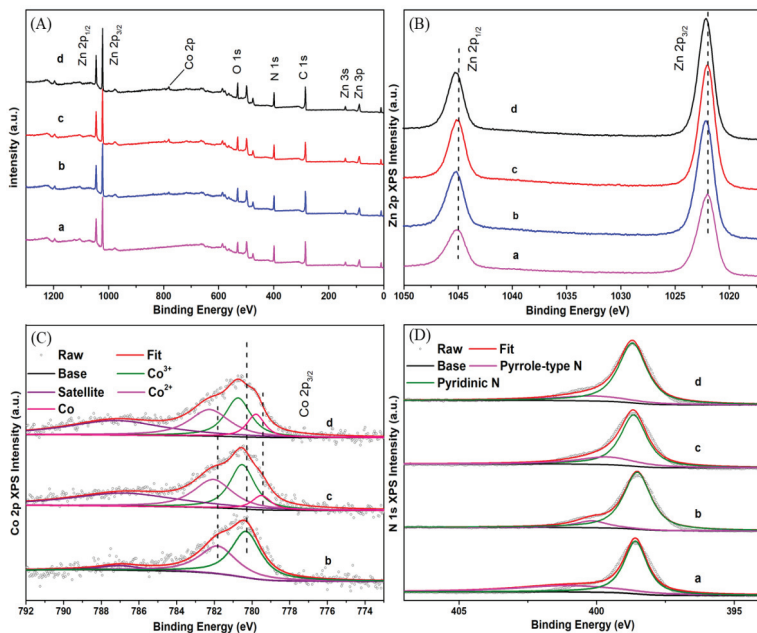 (A)
Zn 2p1/2
Zn 2p3/2
Co 2p
O 1s
N 1s
C 1s
Zn 3s
Zn 3p
d
c
b
a
intensity (a.u.)
1200 1000 800 600 400 200 0
Binding Energy (eV)
(B)
Zn 2p1/2
Zn 2p3/2
d
c
b
a
Zn 2p XPS Intensity (a.u.)
1050 1045 1040 1035 1030 1025 1020
Binding Energy (eV)
(C)
Raw Fit
Base Co3+
Satellite Co2+
Co
Co 2p3/2
d
c
b
Co 2p XPS Intensity (a.u.)
792 790 788 786 784 782 780 778 776 774
Binding Energy (eV)
(D)
Raw Fit
Base Pyrrole-type N
Pyridinic N
d
c
b
a
N 1s XPS Intensity (a.u.)
405 400 395
Binding Energy (eV)